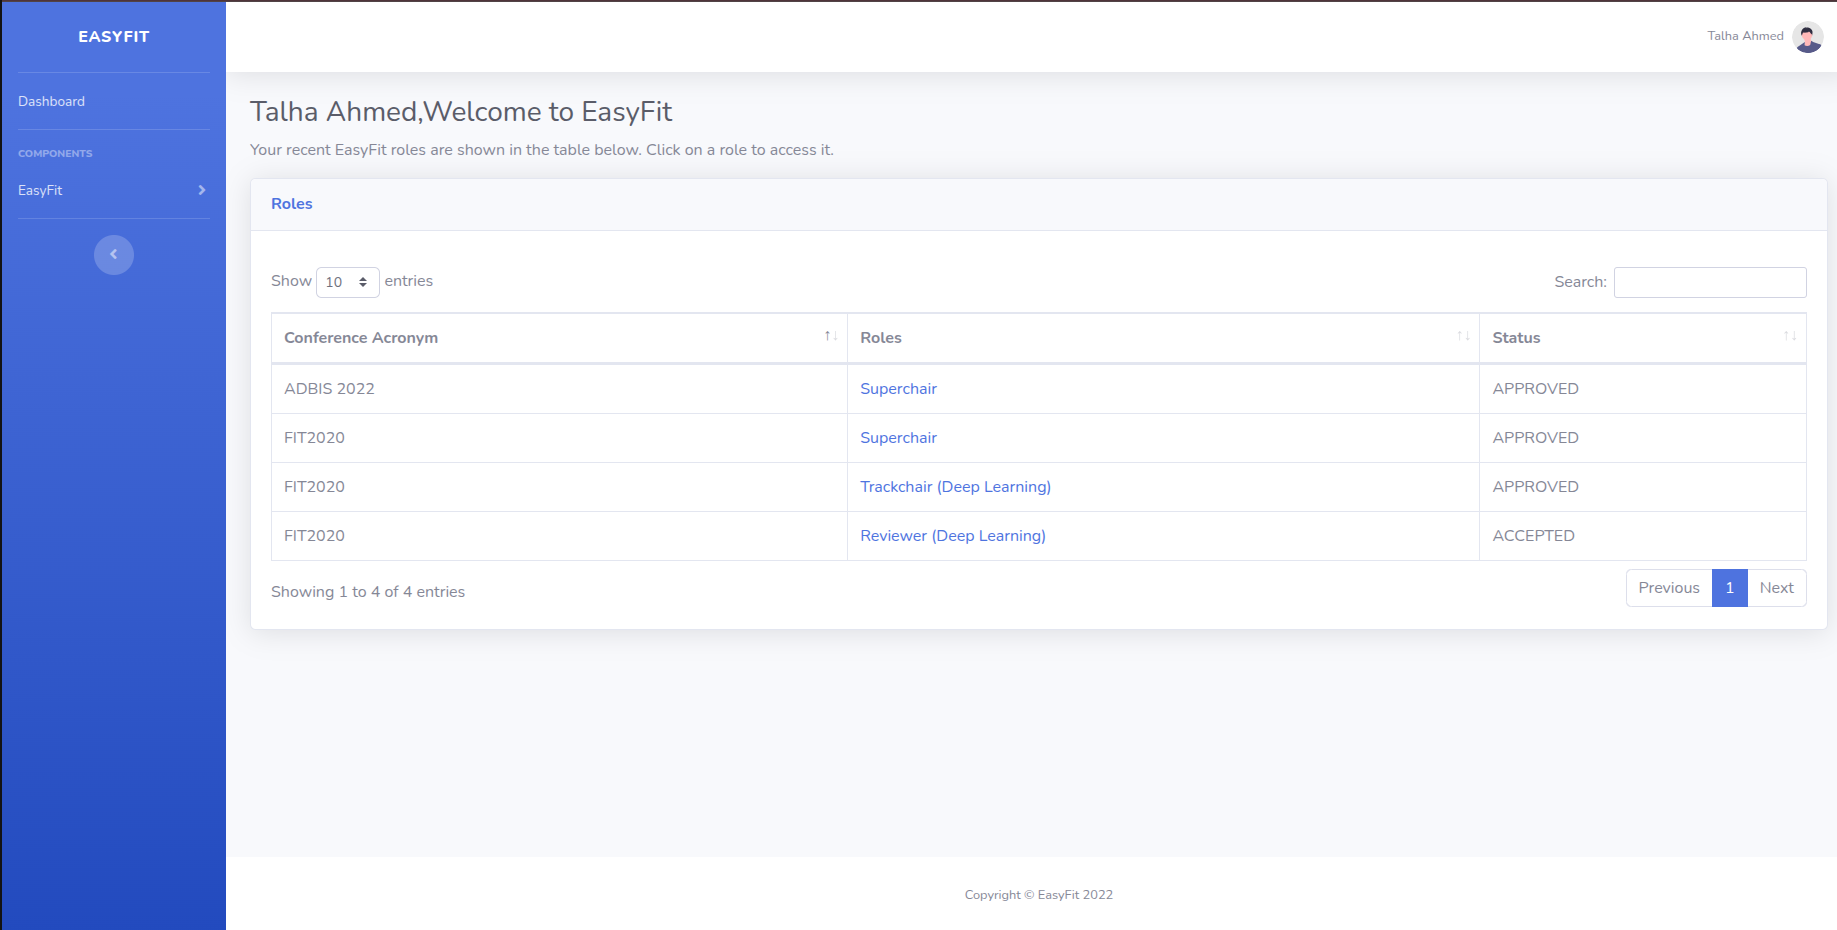 EASYFIT
Talha Ahmed
Dashboard
COMPONENTS
EasyFit
Talha Ahmed,Welcome to EasyFit
Your recent EasyFit roles are shown in the table below. Click on a role to access it.
Roles
Show 10 entries Search:
Conference Acronym Roles Status
ADBIS 2022 Superchair APPROVED
FIT2020 Superchair APPROVED
FIT2020 Trackchair (Deep Learning) APPROVED
FIT2020 Reviewer (Deep Learning) ACCEPTED
Showing 1 to 4 of 4 entries Previous 1 Next
Copyright © EasyFit 2022